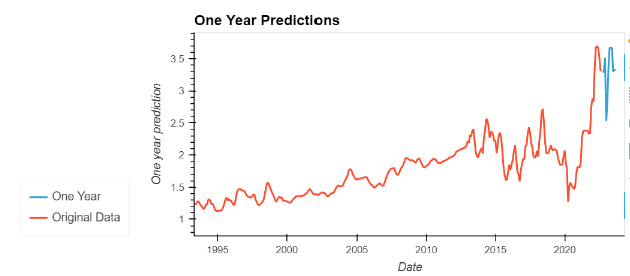 One Year Predictions
3.5
3
2.5
2
1.5
1
One year prediction
1995
2000
2005
2010
2015
2020
Date
One Year
Original Data